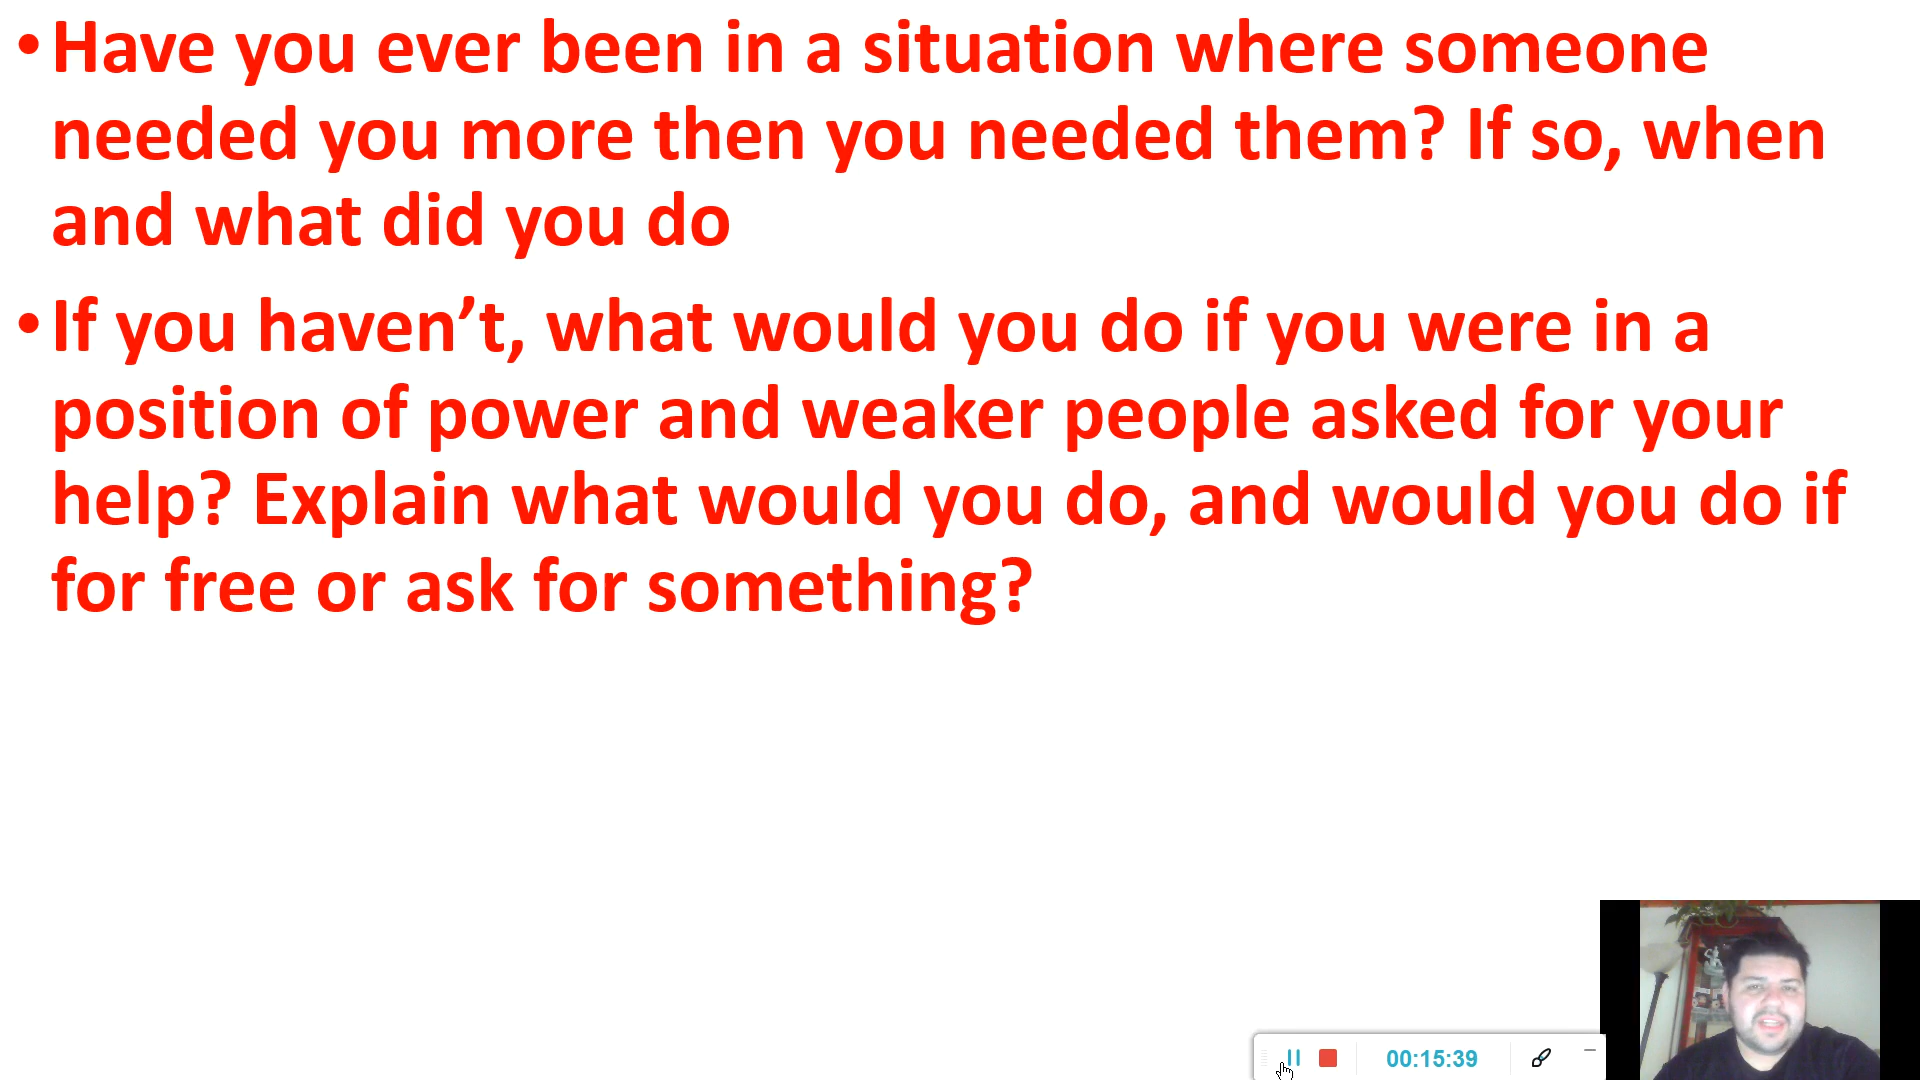 •Have you ever been in a situation where someone
needed you more then you needed them? If so, when
and what did you do
•If you haven’t, what would you do if you were in a
position of power and weaker people asked for your
help? Explain what would you do, and would you do if
for free or ask for something?
00:15:39